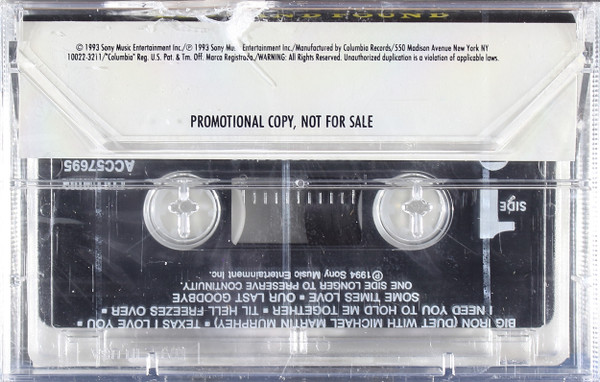 FOUND
© 1993 Sony Music Entertainment Inc./℗ 1993 Sony Music Entertainment Inc./Manufactured by Columbia Records/550 Madison Avenue New York NY
10022-3211/"Columbia" Reg. U.S. Pat. & Tm. Off. Marca Registrada./WARNING: All Rights Reserved. Unauthorized duplication is a violation of applicable laws.
PROMOTIONAL COPY, NOT FOR SALE
SIDE
1
BIG IRON (DUET WITH MICHAEL MARTIN MURPHEY) ▪ TEXAS I LOVE YOU ▪
I NEED YOU TO HOLD ME TOGETHER ▪ TIL HELL FREEZES OVER ▪
SOME TIMES LOVE ▪ OUR LAST GOODBYE
ONE SIDE LONGER TO PRESERVE CONTINUITY.
℗ 1994 Sony Music Entertainment Inc.
ACC57695